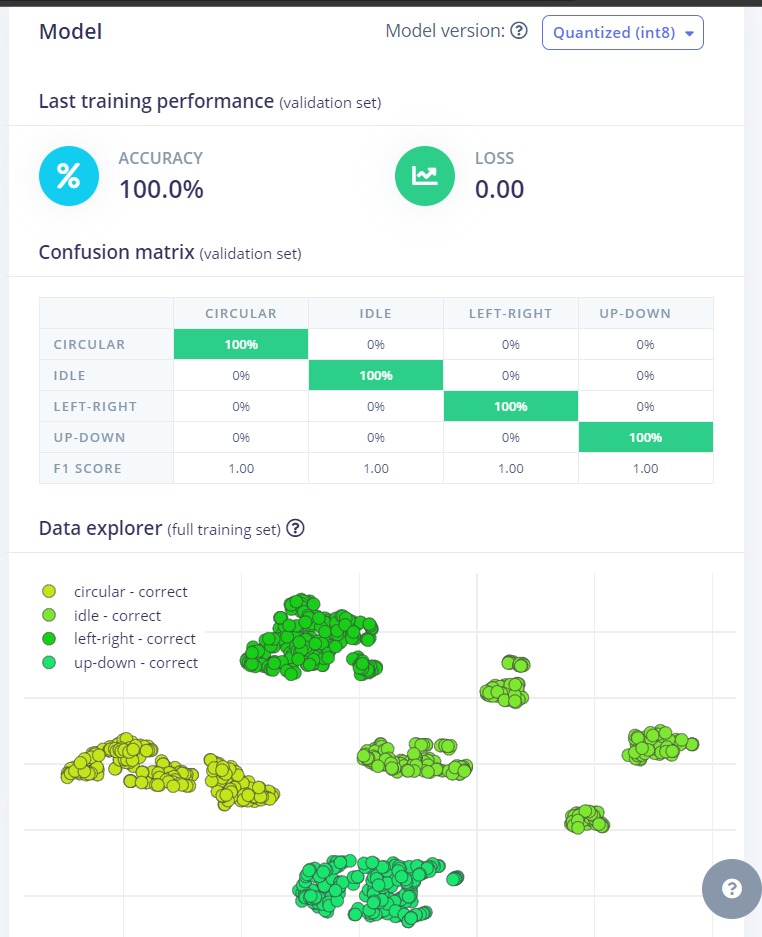 Model
Model version: ? Quantized (int8)
Last training performance (validation set)
% ACCURACY
100.0%
LOSS
0.00
Confusion matrix (validation set)
CIRCULAR IDLE LEFT-RIGHT UP-DOWN
CIRCULAR 100% 0% 0% 0%
IDLE 0% 100% 0% 0%
LEFT-RIGHT 0% 0% 100% 0%
UP-DOWN 0% 0% 0% 100%
F1 SCORE 1.00 1.00 1.00 1.00
Data explorer (full training set) ?
circular - correct
idle - correct
left-right - correct
up-down - correct
?